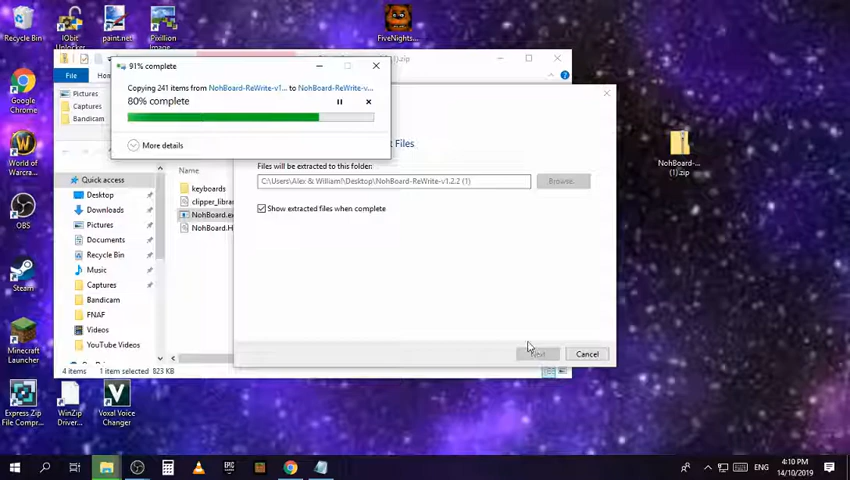 Recycle Bin
IObit
Unlocker
paint.net
Pixillion
Image...
FiveNights...
91% complete
(1).zip
File
Copying 241 items from NohBoard-ReWrite-v1... to NohBoard-ReWrite-v...
80% complete
More details
Pictures
Captures
Bandicam
Files
Files will be extracted to this folder:
C:\Users\Alex & William\Desktop\NohBoard-ReWrite-v1.2.2 (1)
Browse...
Show extracted files when complete
Name
keyboards
clipper_librar
NohBoard.ex
NohBoard.H
Quick access
Desktop
Downloads
Pictures
Documents
Recycle Bin
Music
Captures
Bandicam
FNAF
Videos
YouTube Videos
4 items
1 item selected 823 KB
Next
Cancel
NohBoard-...
(1).zip
Google
Chrome
World of
Warcra...
OBS
Steam
Minecraft
Launcher
Express Zip
File Compr...
WinZip
Driver...
Voxal Voice
Changer
EPIC
ENG
4:10 PM
14/10/2019